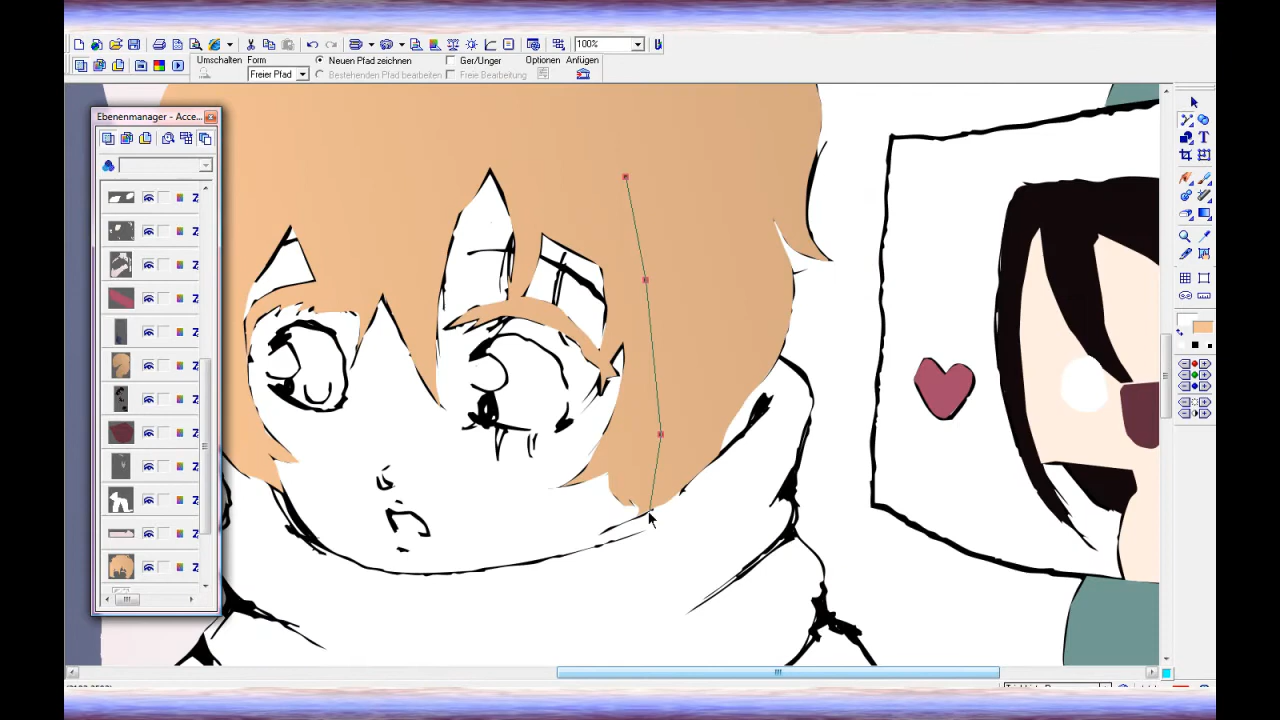 100%
Umschalten Form Neuen Pfad zeichnen Ger/Unger Optionen Anfügen
Freier Pfad Bestehenden Pfad bearbeiten Freie Bearbeitung
Ebenenmanager - Acce...